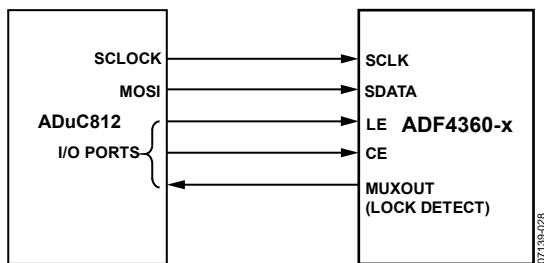 SCLOCK
MOSI
ADuC812
I/O PORTS
SCLK
SDATA
LE
ADF4360-x
CE
MUXOUT
(LOCK DETECT)
07139-028